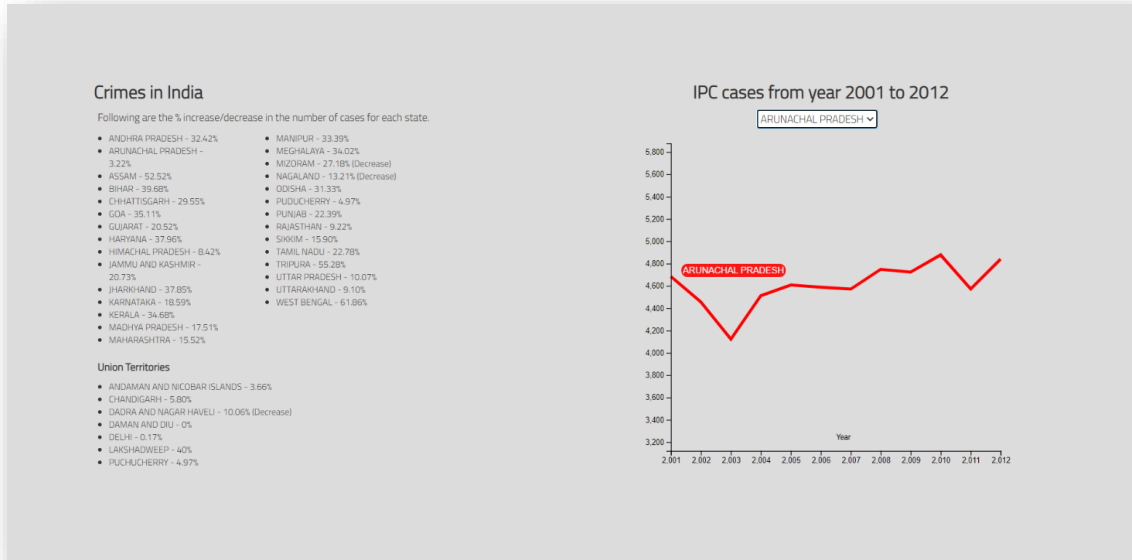 Crimes in India
Following are the % increase/decrease in the number of cases for each state.
ANDHRA PRADESH - 32.42%
ARUNACHAL PRADESH -
3.22%
ASSAM - 52.52%
BIHAR - 39.68%
CHHATTISGARH - 29.55%
GOA - 35.11%
GUJARAT - 20.52%
HARYANA - 37.96%
HIMACHAL PRADESH - 8.42%
JAMMU AND KASHMIR -
20.73%
JHARKHAND - 37.85%
KARNATAKA - 18.59%
KERALA - 34.68%
MADHYA PRADESH - 17.51%
MAHARASHTRA - 15.52%
MANIPUR - 33.39%
MEGHALAYA - 34.02%
MIZORAM - 27.18% (Decrease)
NAGALAND - 13.21% (Decrease)
ODISHA - 31.33%
PUDUCHERRY - 4.97%
PUNJAB - 22.39%
RAJASTHAN - 9.22%
SIKKIM - 15.90%
TAMIL NADU - 22.78%
TRIPURA - 55.28%
UTTAR PRADESH - 10.07%
UTTARAKHAND - 9.10%
WEST BENGAL - 61.86%
Union Territories
ANDAMAN AND NICOBAR ISLANDS - 3.66%
CHANDIGARH - 5.80%
DADRA AND NAGAR HAVELI - 10.06% (Decrease)
DAMAN AND DIU - 0%
DELHI - 0.17%
LAKSHADWEEP - 40%
PUCHUCHERRY - 4.97%
IPC cases from year 2001 to 2012
ARUNACHAL PRADESH
5,800
5,600
5,400
5,200
5,000
4,800
4,600
4,400
4,200
4,000
3,800
3,600
3,400
3,200
ARUNACHAL PRADESH
Year
2,001 2,002 2,003 2,004 2,005 2,006 2,007 2,008 2,009 2,010 2,011 2,012